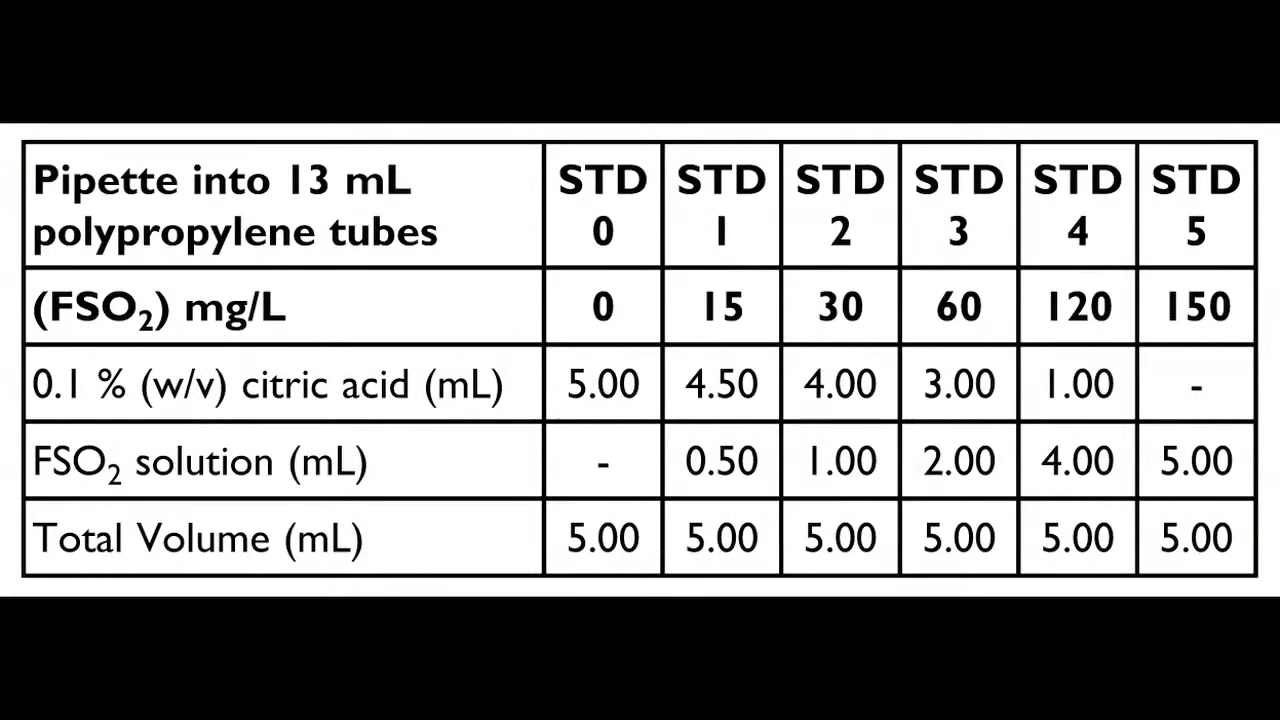 Pipette into 13 mL polypropylene tubes STD 0 STD 1 STD 2 STD 3 STD 4 STD 5
(FSO₂) mg/L 0 15 30 60 120 150
0.1 % (w/v) citric acid (mL) 5.00 4.50 4.00 3.00 1.00 -
FSO₂ solution (mL) - 0.50 1.00 2.00 4.00 5.00
Total Volume (mL) 5.00 5.00 5.00 5.00 5.00 5.00